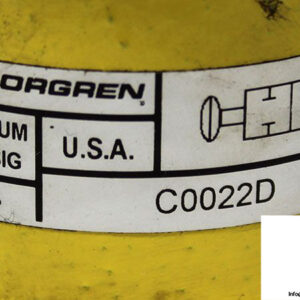 ORGREN
UM
SIG
U.S.A.
C0022D